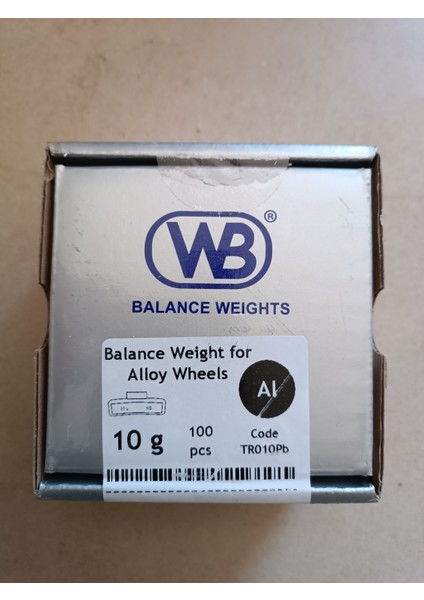 WB®
BALANCE WEIGHTS
Balance Weight for
Alloy Wheels
Al
10 g
100
pcs
Code
TR010Pb